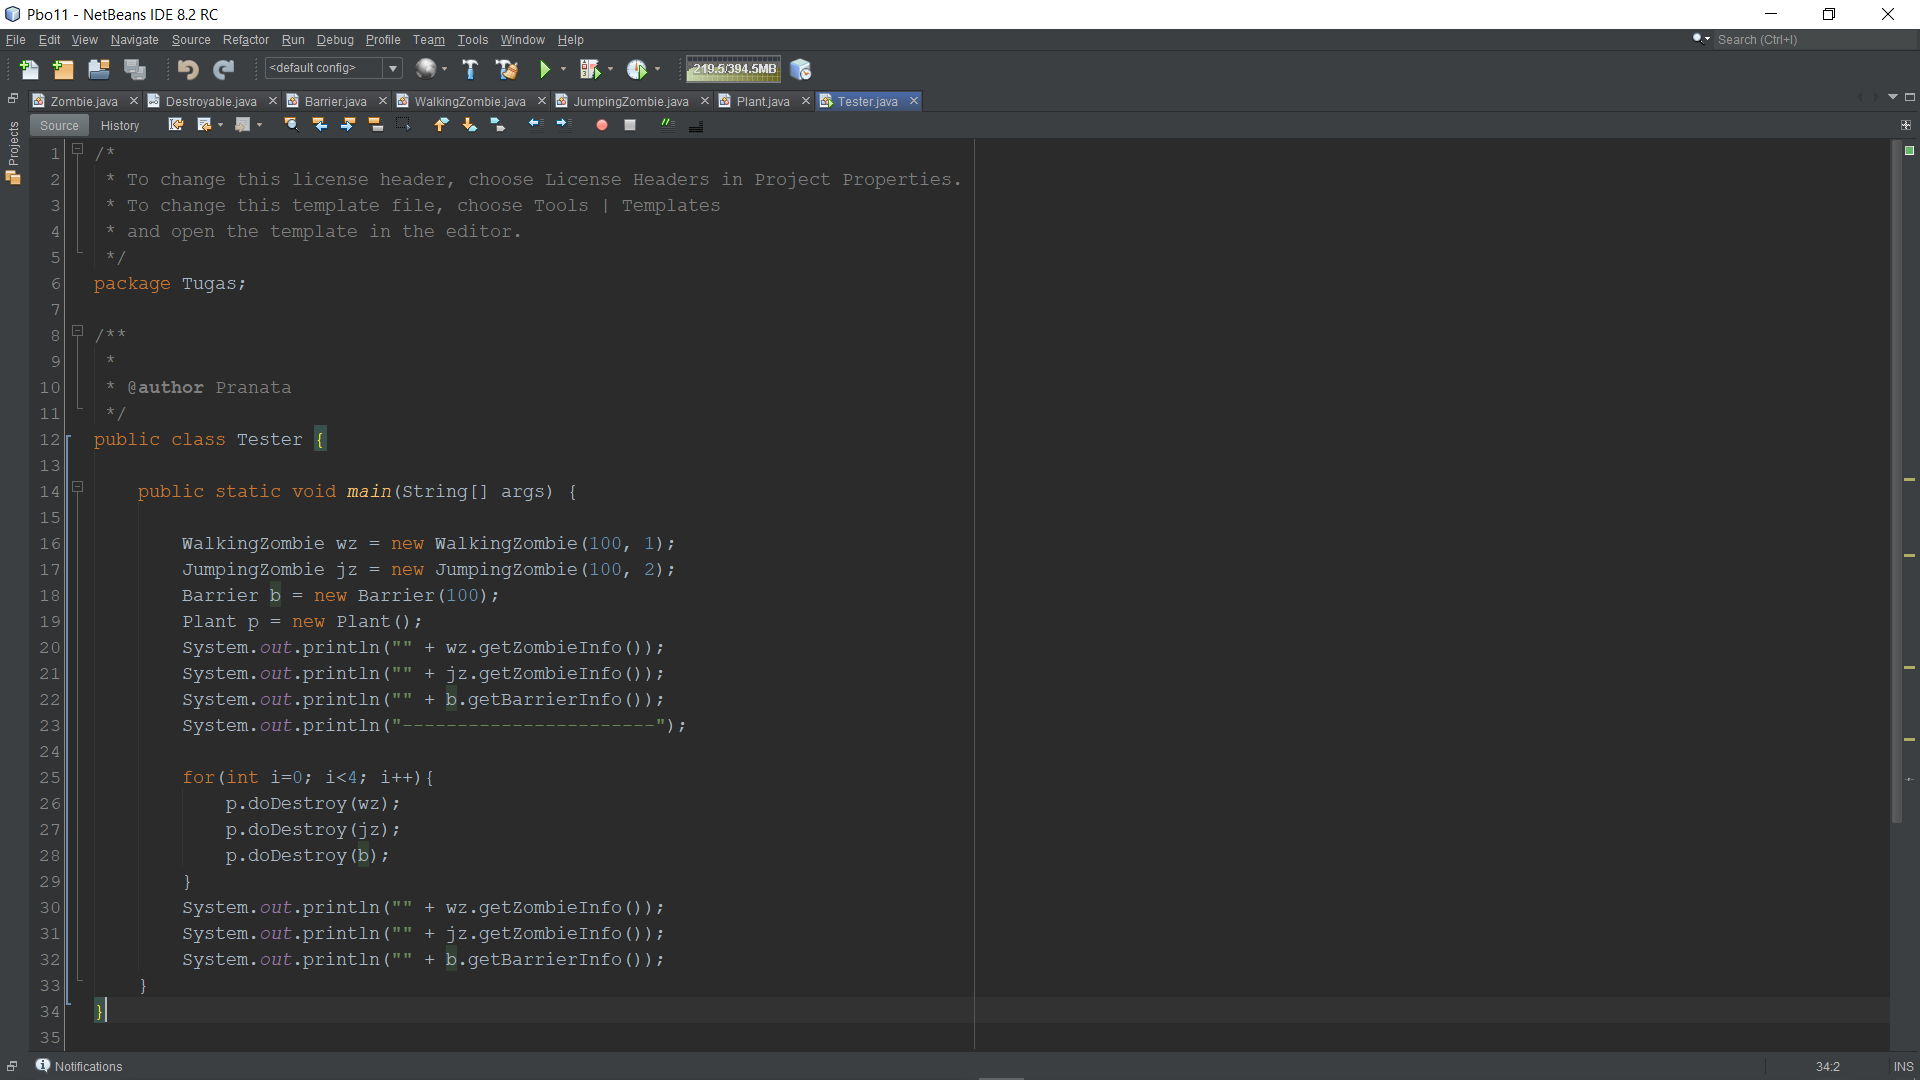 Pbo11 - NetBeans IDE 8.2 RC
File Edit View Navigate Source Refactor Run Debug Profile Team Tools Window Help
Search (Ctrl+I)
<default config>
219.5/394.5MB
Zombie.java Destroyable.java Barrier.java WalkingZombie.java JumpingZombie.java Plant.java Tester.java
Source History
Projects
1 /*
2  * To change this license header, choose License Headers in Project Properties.
3  * To change this template file, choose Tools | Templates
4  * and open the template in the editor.
5  */
6 package Tugas;
7
8 /**
9  *
10  * @author Pranata
11  */
12 public class Tester {
13
14     public static void main(String[] args) {
15
16         WalkingZombie wz = new WalkingZombie(100, 1);
17         JumpingZombie jz = new JumpingZombie(100, 2);
18         Barrier b = new Barrier(100);
19         Plant p = new Plant();
20         System.out.println("" + wz.getZombieInfo());
21         System.out.println("" + jz.getZombieInfo());
22         System.out.println("" + b.getBarrierInfo());
23         System.out.println("-----------------------");
24
25         for(int i=0; i<4; i++){
26             p.doDestroy(wz);
27             p.doDestroy(jz);
28             p.doDestroy(b);
29         }
30         System.out.println("" + wz.getZombieInfo());
31         System.out.println("" + jz.getZombieInfo());
32         System.out.println("" + b.getBarrierInfo());
33     }
34 }
35
Notifications
34:2
INS